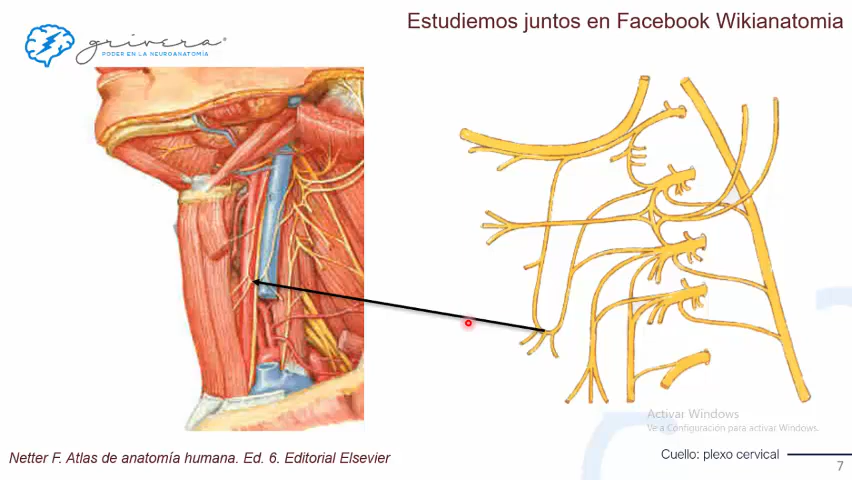 Estudiemos juntos en Facebook Wikianatomia
grivera®
PODER EN LA NEUROANATOMÍA
Activar Windows
Ve a Configuración para activar Windows.
Cuello: plexo cervical
Netter F. Atlas de anatomía humana. Ed. 6. Editorial Elsevier
7